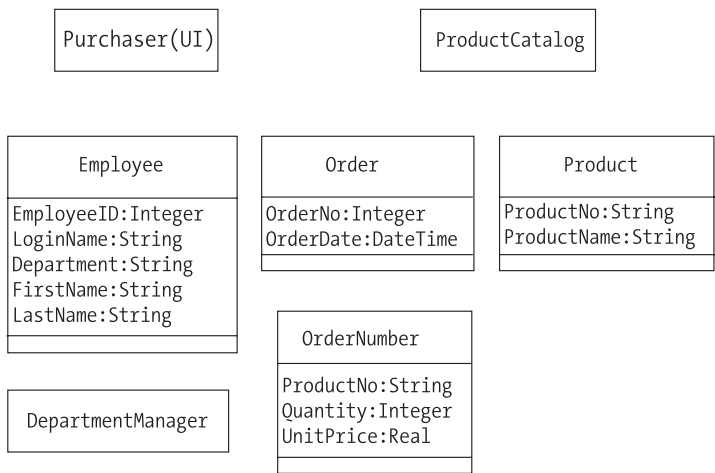 Purchaser(UI)
ProductCatalog
Employee
EmployeeID:Integer
LoginName:String
Department:String
FirstName:String
LastName:String
Order
OrderNo:Integer
OrderDate:DateTime
Product
ProductNo:String
ProductName:String
OrderNumber
ProductNo:String
Quantity:Integer
UnitPrice:Real
DepartmentManager